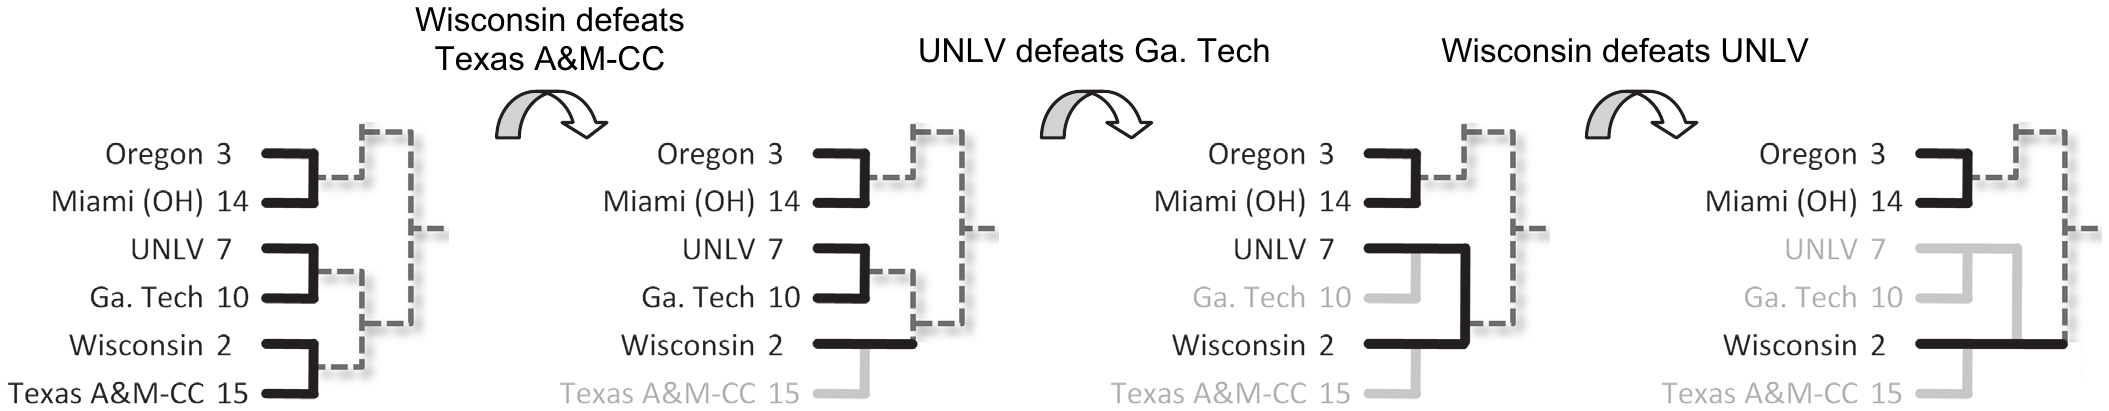 Wisconsin defeats
Texas A&M-CC
UNLV defeats Ga. Tech
Wisconsin defeats UNLV
Oregon 3
Miami (OH) 14
UNLV 7
Ga. Tech 10
Wisconsin 2
Texas A&M-CC 15
Oregon 3
Miami (OH) 14
UNLV 7
Ga. Tech 10
Wisconsin 2
Texas A&M-CC 15
Oregon 3
Miami (OH) 14
UNLV 7
Ga. Tech 10
Wisconsin 2
Texas A&M-CC 15
Oregon 3
Miami (OH) 14
UNLV 7
Ga. Tech 10
Wisconsin 2
Texas A&M-CC 15